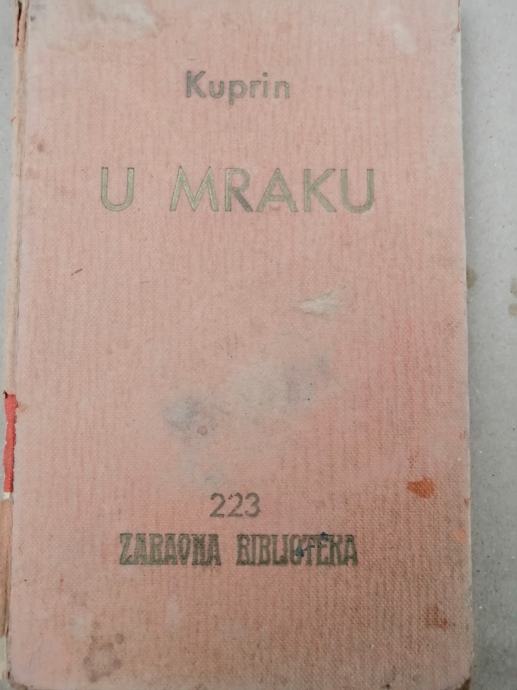 Kuprin
U MRAKU
223
ZABAVNA BIBLIOTEKA